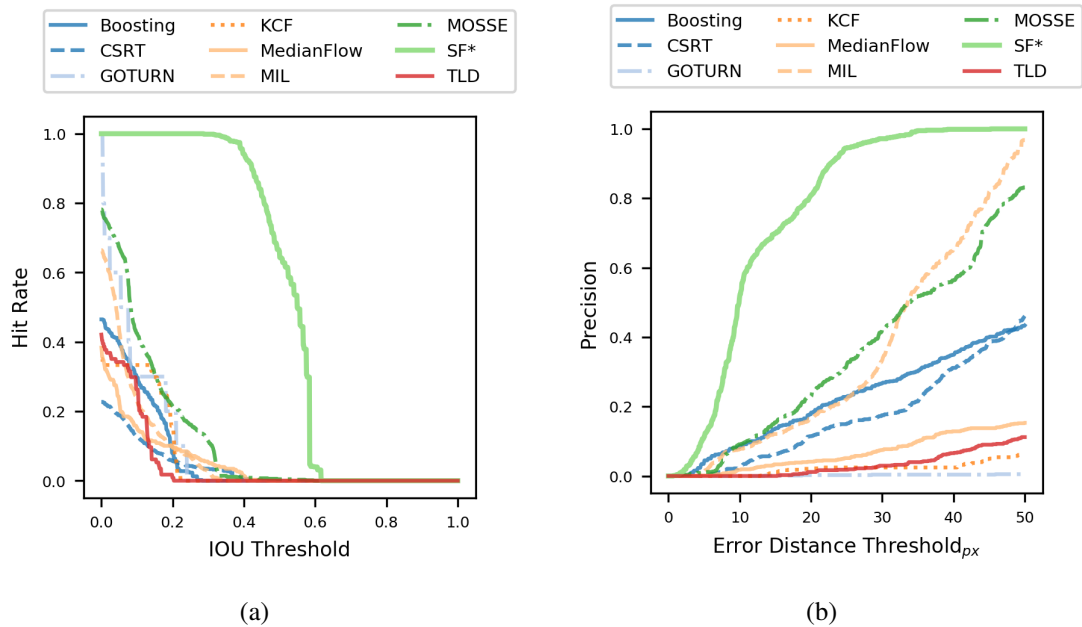 Boosting KCF MOSSE
CSRT MedianFlow SF*
GOTURN MIL TLD
1.0
0.8
0.6
0.4
0.2
0.0
Hit Rate
0.0 0.2 0.4 0.6 0.8 1.0
IOU Threshold
(a)
Boosting KCF MOSSE
CSRT MedianFlow SF*
GOTURN MIL TLD
1.0
0.8
0.6
0.4
0.2
0.0
Precision
0 10 20 30 40 50
Error Distance Threshold_px
(b)